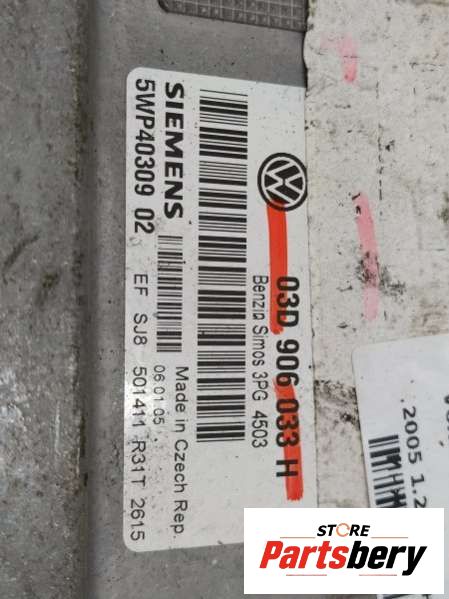 SIEMENS
5WP40309 02
03D 906 033 H
Benzin Simos 3PG 4503
06.01.05
Made in Czech Rep.
EF SJ8 501411 R31T 2615
2005 1.2
STORE
Partsbery